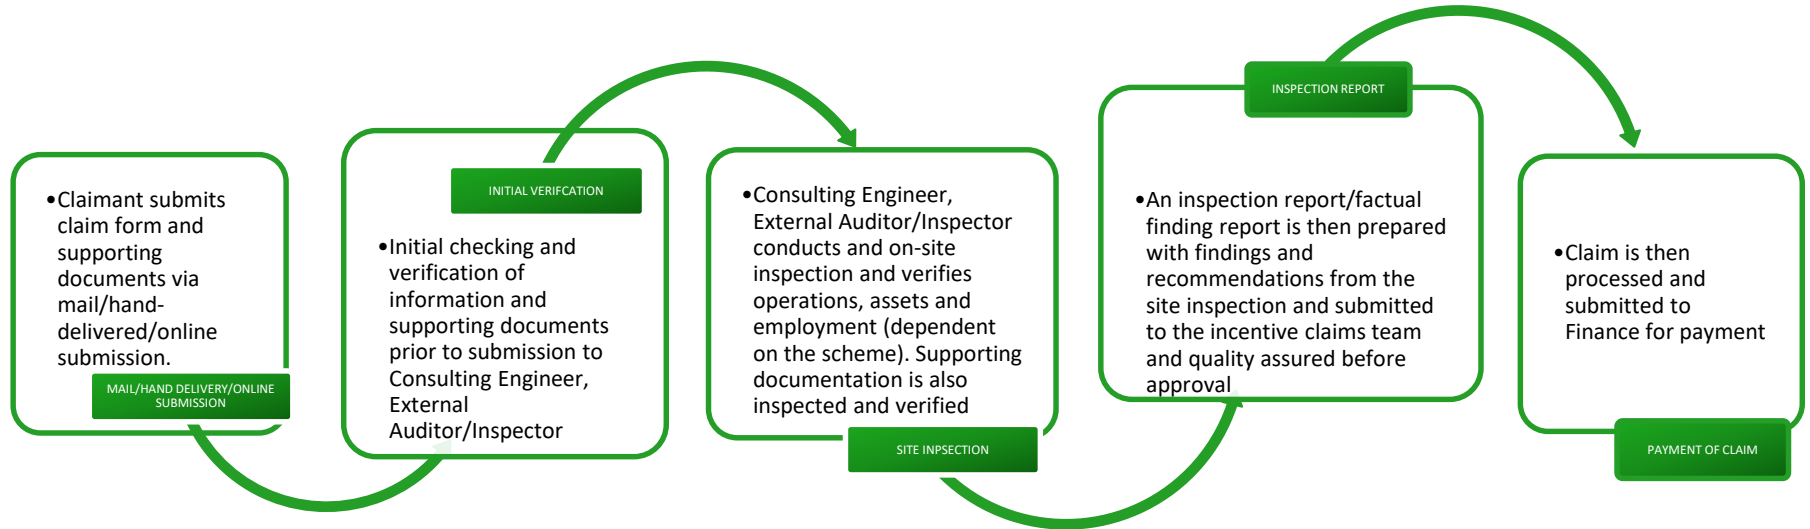 •Claimant submits
claim form and
supporting
documents via
mail/hand-
delivered/online
submission.
MAIL/HAND DELIVERY/ONLINE
SUBMISSION
INITIAL VERIFCATION
•Initial checking and
verification of
information and
supporting documents
prior to submission to
Consulting Engineer,
External
Auditor/Inspector
•Consulting Engineer,
External Auditor/Inspector
conducts and on-site
inspection and verifies
operations, assets and
employment (dependent
on the scheme). Supporting
documentation is also
inspected and verified
SITE INPSECTION
INSPECTION REPORT
•An inspection report/factual
finding report is then prepared
with findings and
recommendations from the
site inspection and submitted
to the incentive claims team
and quality assured before
approval
•Claim is then
processed and
submitted to
Finance for payment
PAYMENT OF CLAIM